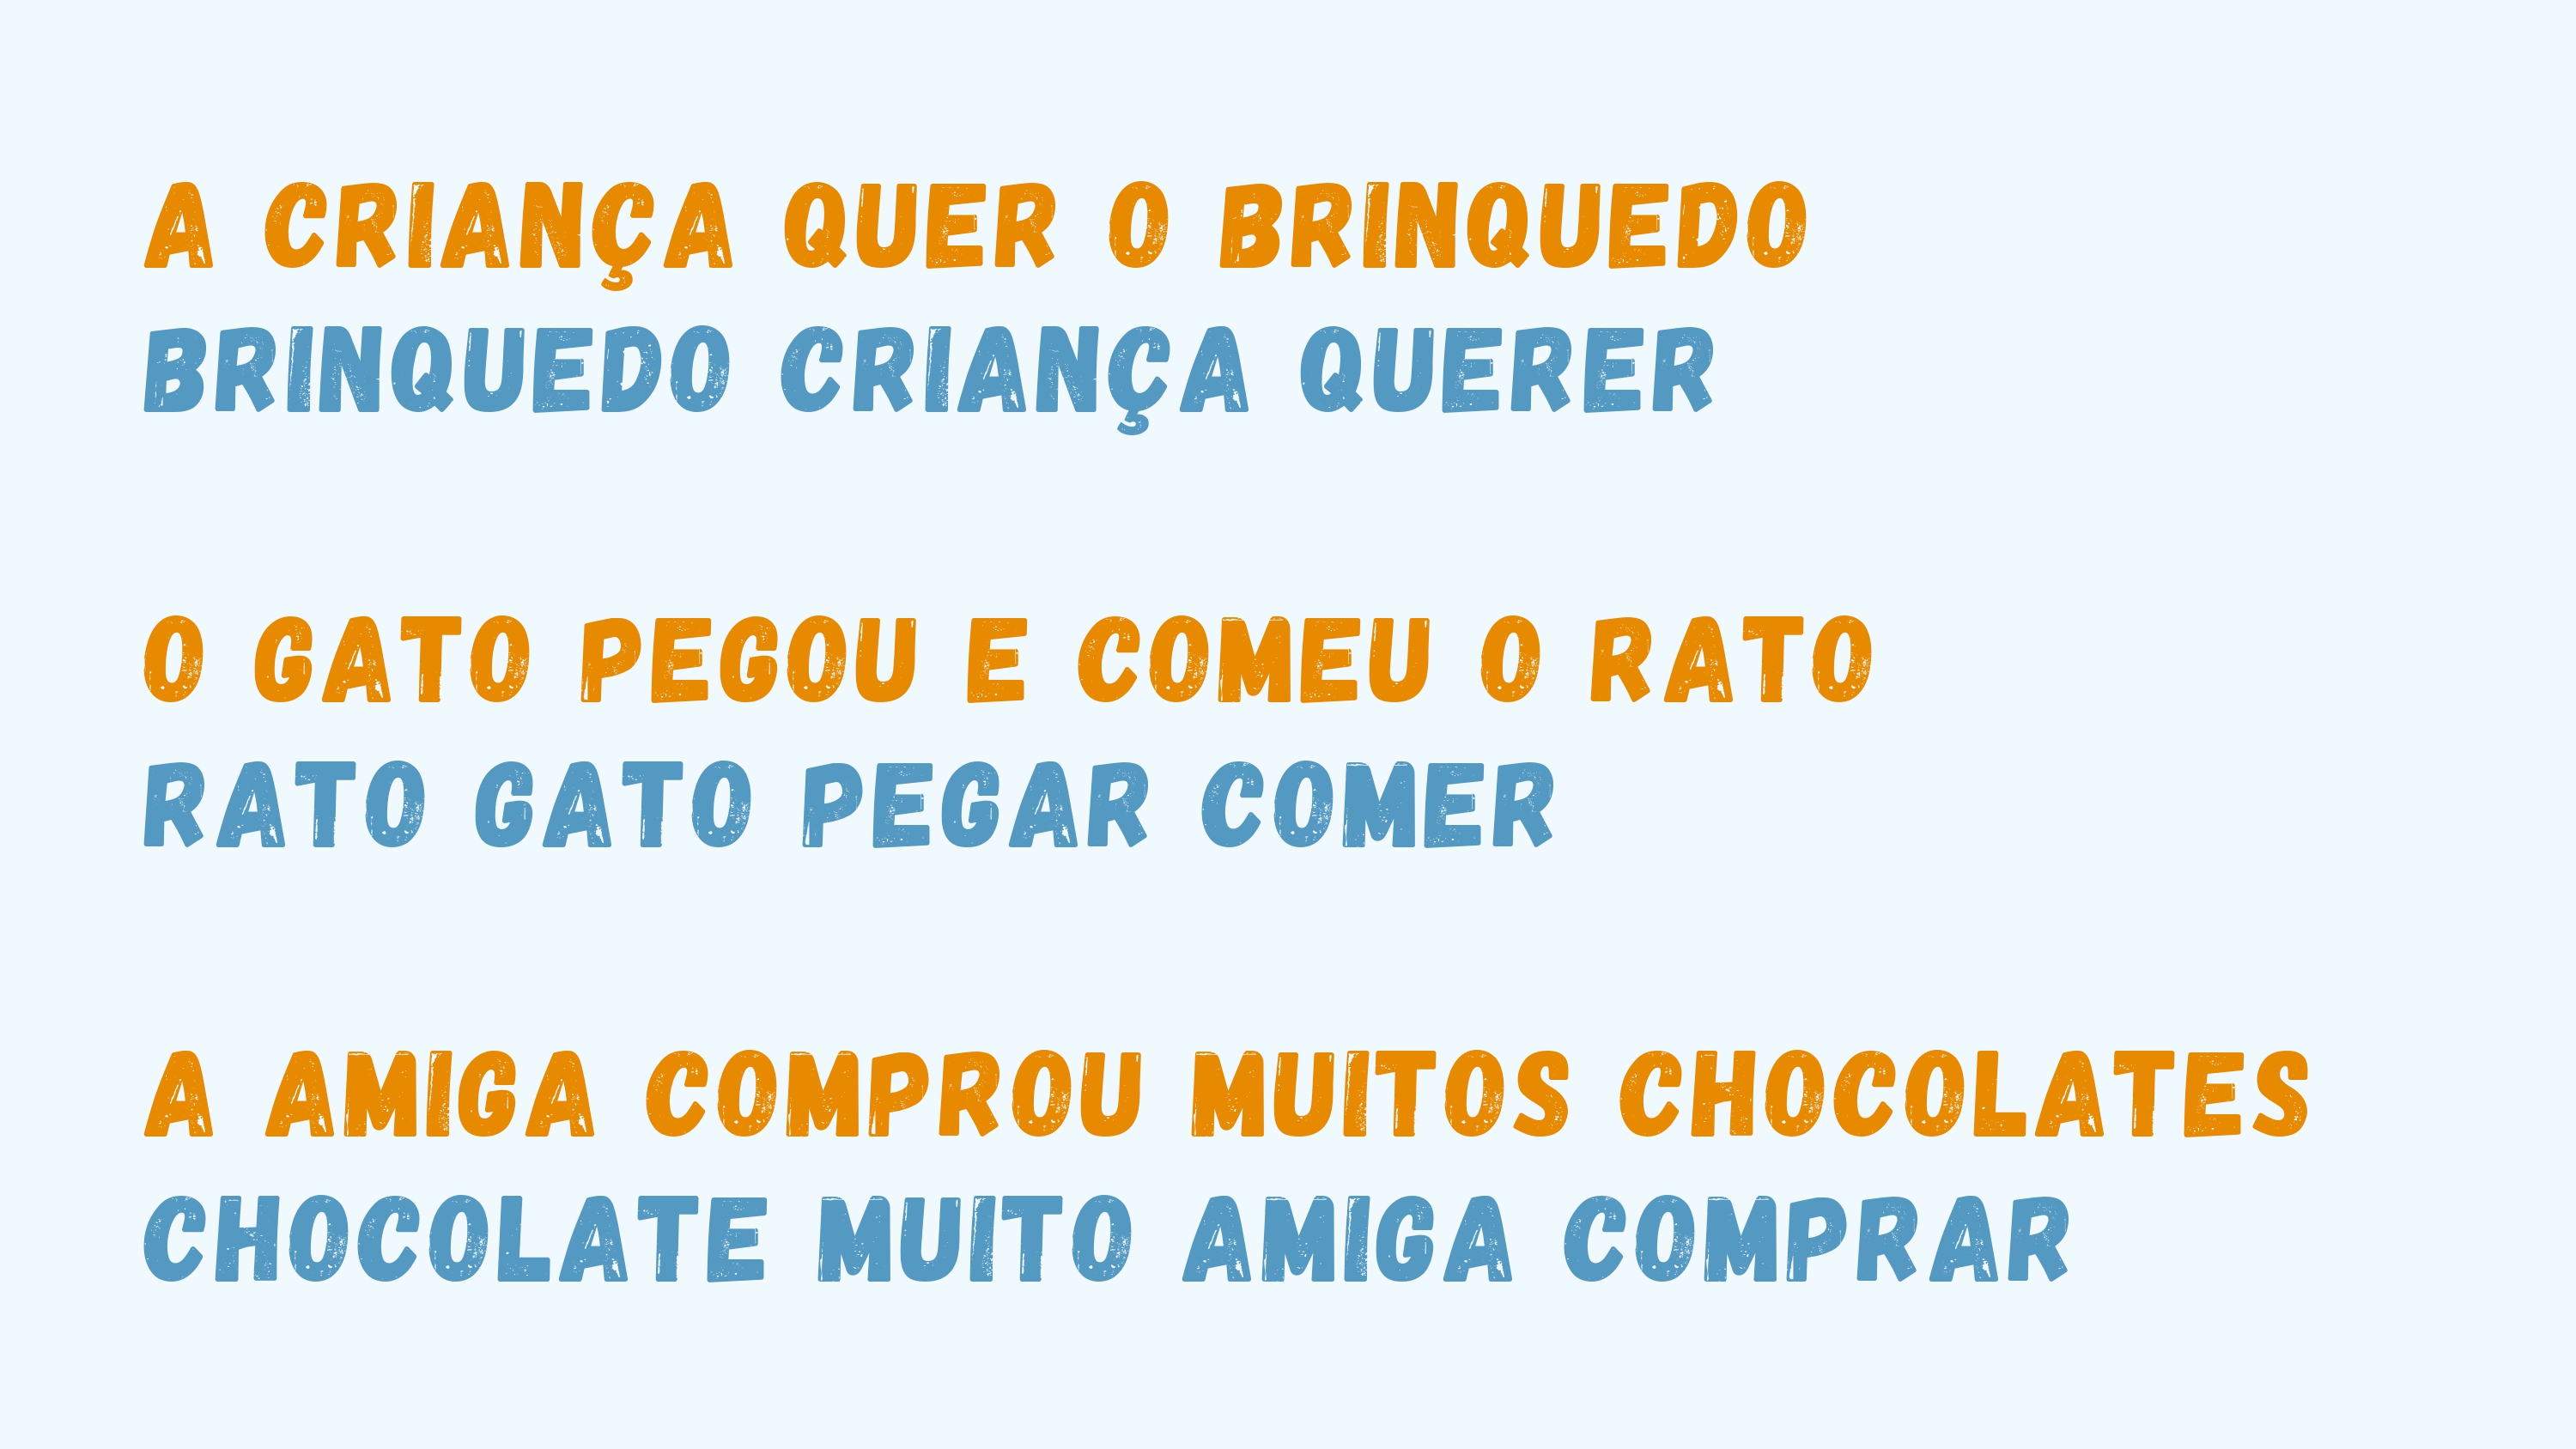 A CRIANÇA QUER O BRINQUEDO
BRINQUEDO CRIANÇA QUERER
O GATO PEGOU E COMEU O RATO
RATO GATO PEGAR COMER
A AMIGA COMPROU MUITOS CHOCOLATES
CHOCOLATE MUITO AMIGA COMPRAR